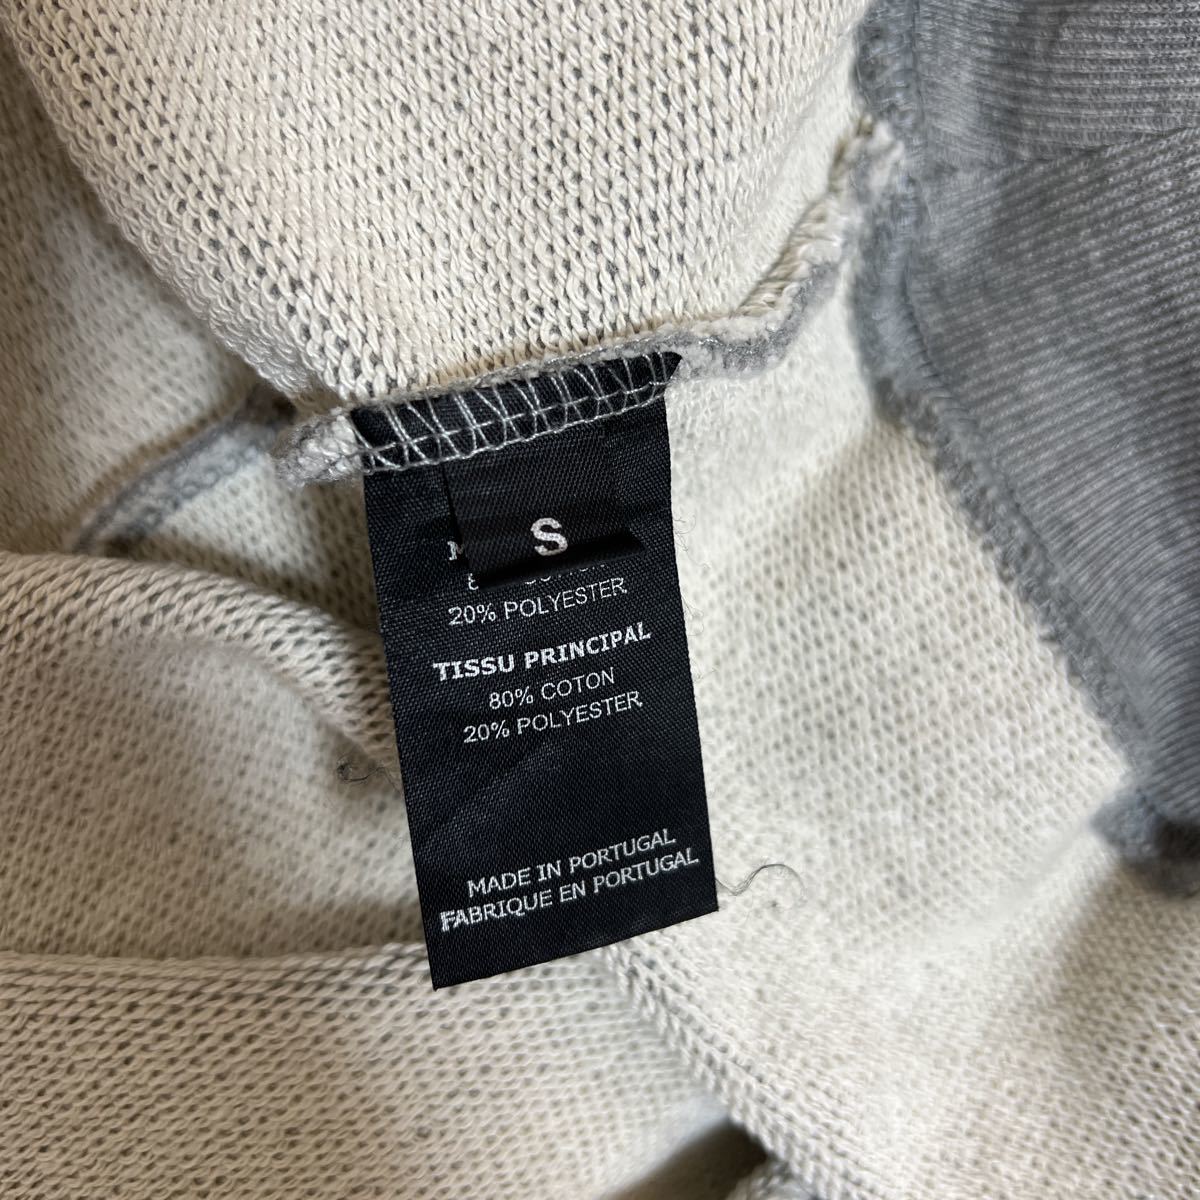 S
20% POLYESTER
TISSU PRINCIPAL
80% COTON
20% POLYESTER
MADE IN PORTUGAL
FABRIQUE EN PORTUGAL